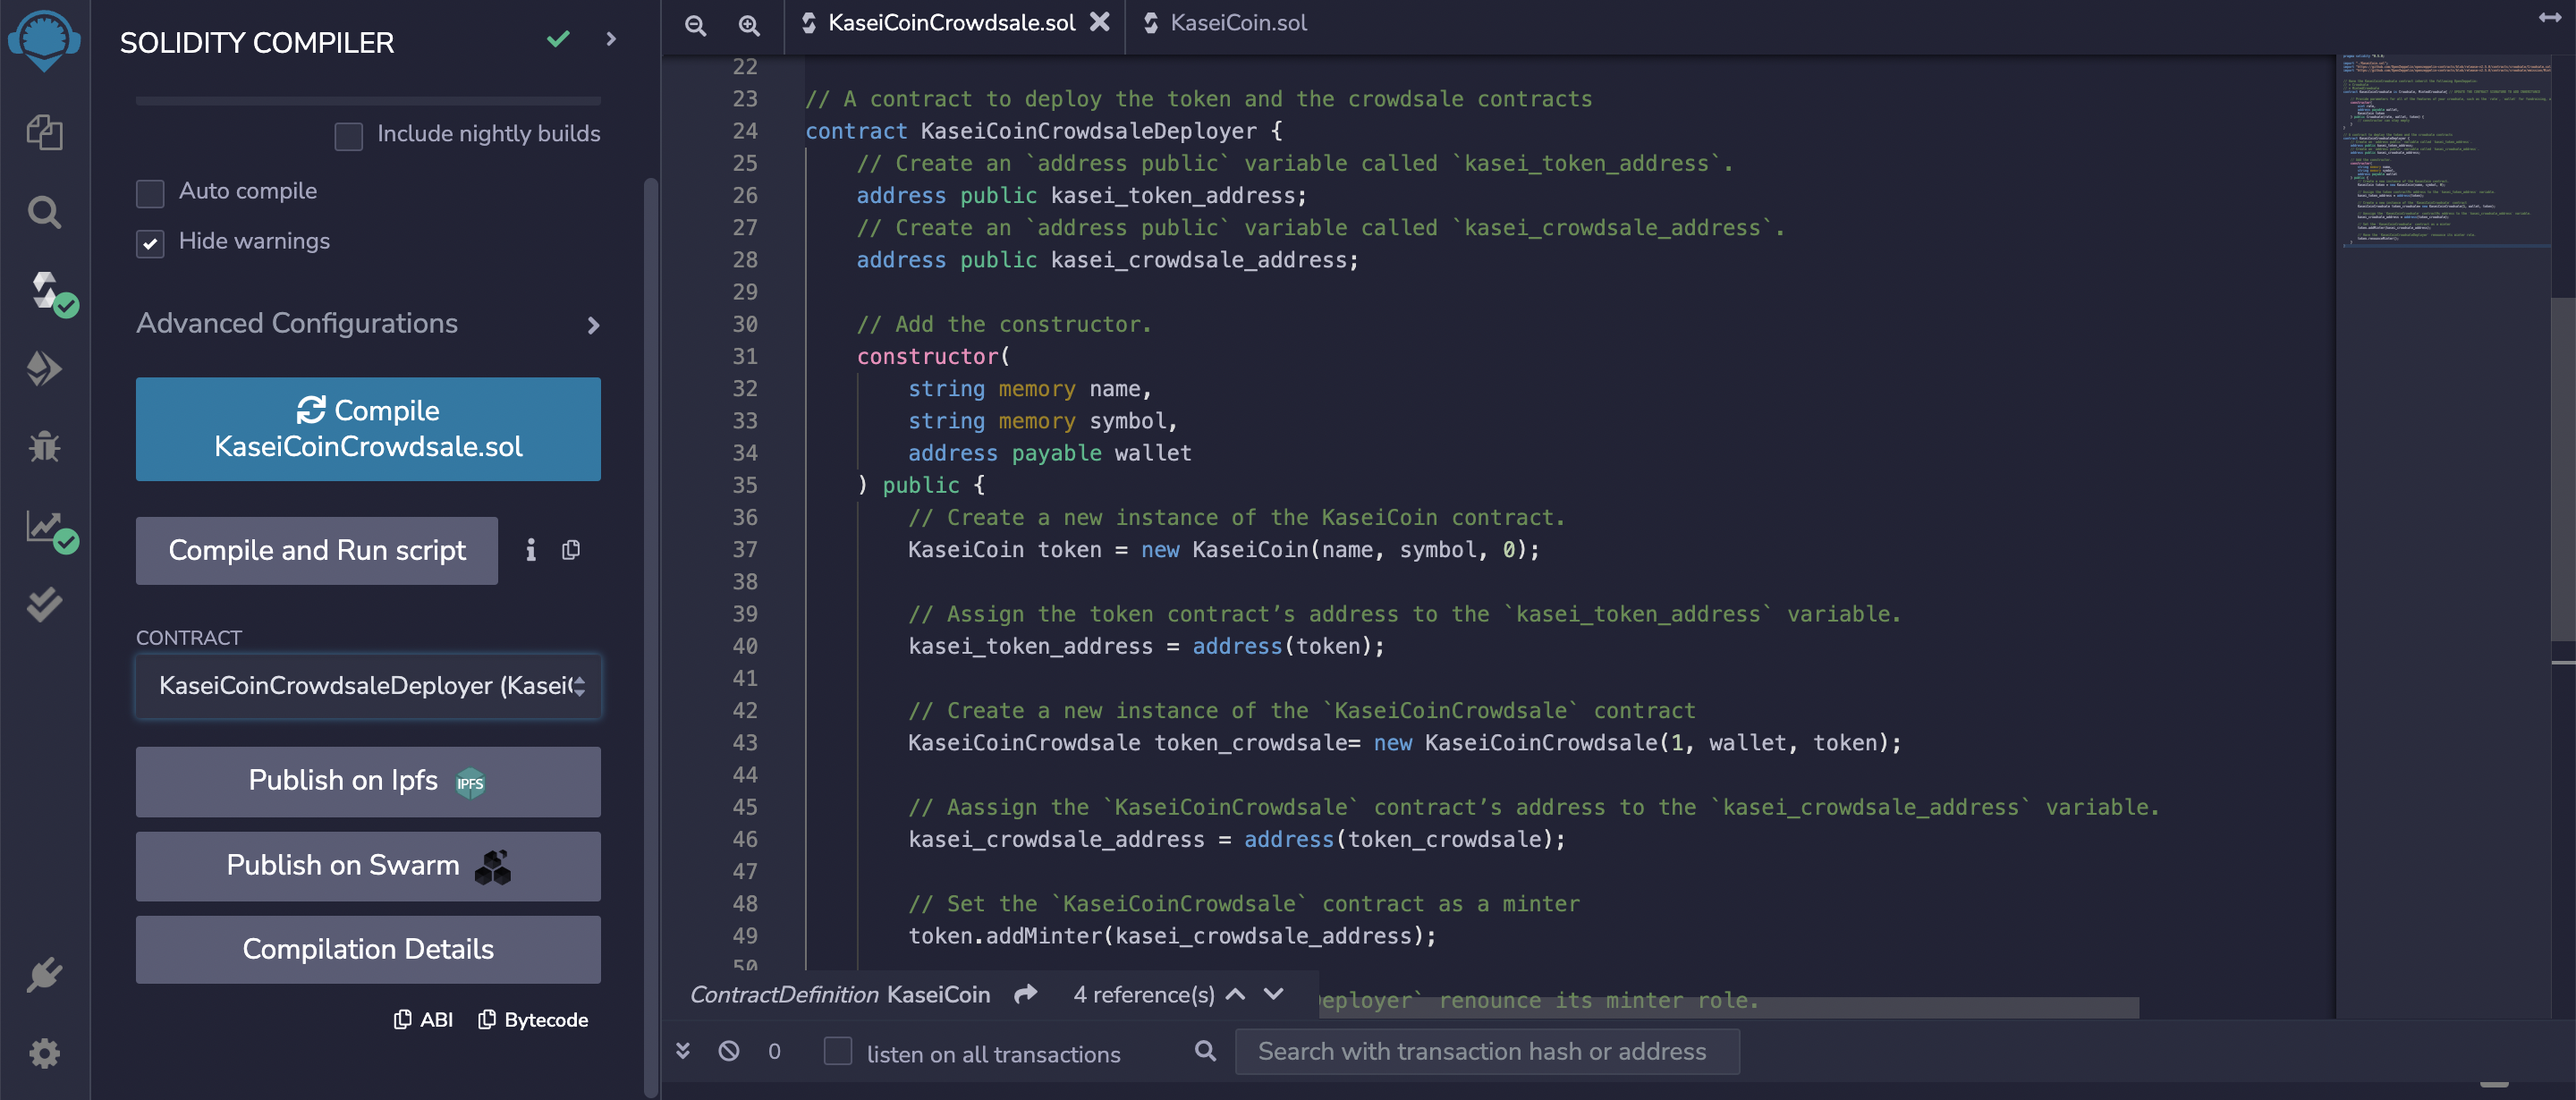 SOLIDITY COMPILER
Include nightly builds
Auto compile
Hide warnings
Advanced Configurations
Compile
KaseiCoinCrowdsale.sol
Compile and Run script
CONTRACT
KaseiCoinCrowdsaleDeployer (Kasei
Publish on Ipfs IPFS
Publish on Swarm
Compilation Details
ABI Bytecode
KaseiCoinCrowdsale.sol KaseiCoin.sol
22
23 // A contract to deploy the token and the crowdsale contracts
24 contract KaseiCoinCrowdsaleDeployer {
25 // Create an `address public` variable called `kasei_token_address`.
26 address public kasei_token_address;
27 // Create an `address public` variable called `kasei_crowdsale_address`.
28 address public kasei_crowdsale_address;
29
30 // Add the constructor.
31 constructor(
32 string memory name,
33 string memory symbol,
34 address payable wallet
35 ) public {
36 // Create a new instance of the KaseiCoin contract.
37 KaseiCoin token = new KaseiCoin(name, symbol, 0);
38
39 // Assign the token contract’s address to the `kasei_token_address` variable.
40 kasei_token_address = address(token);
41
42 // Create a new instance of the `KaseiCoinCrowdsale` contract
43 KaseiCoinCrowdsale token_crowdsale= new KaseiCoinCrowdsale(1, wallet, token);
44
45 // Aassign the `KaseiCoinCrowdsale` contract’s address to the `kasei_crowdsale_address` variable.
46 kasei_crowdsale_address = address(token_crowdsale);
47
48 // Set the `KaseiCoinCrowdsale` contract as a minter
49 token.addMinter(kasei_crowdsale_address);
50
eployer` renounce its minter role.
ContractDefinition KaseiCoin 4 reference(s)
0 listen on all transactions Search with transaction hash or address